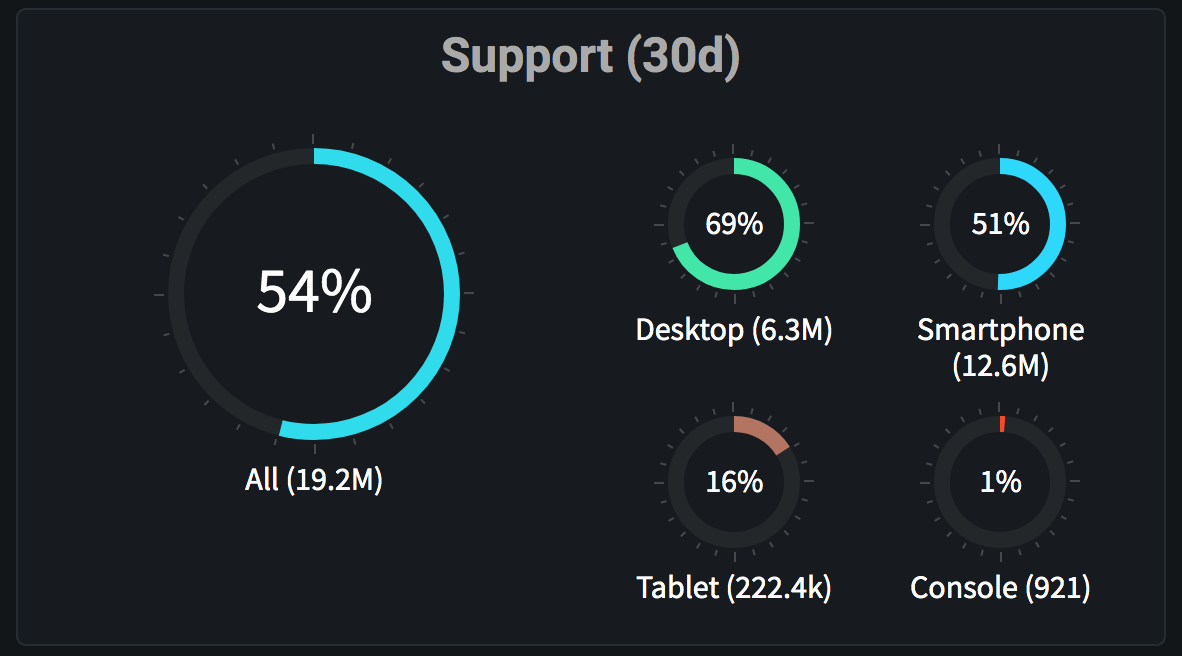 Support (30d)
54%
All (19.2M)
69%
Desktop (6.3M)
51%
Smartphone
(12.6M)
16%
Tablet (222.4k)
1%
Console (921)